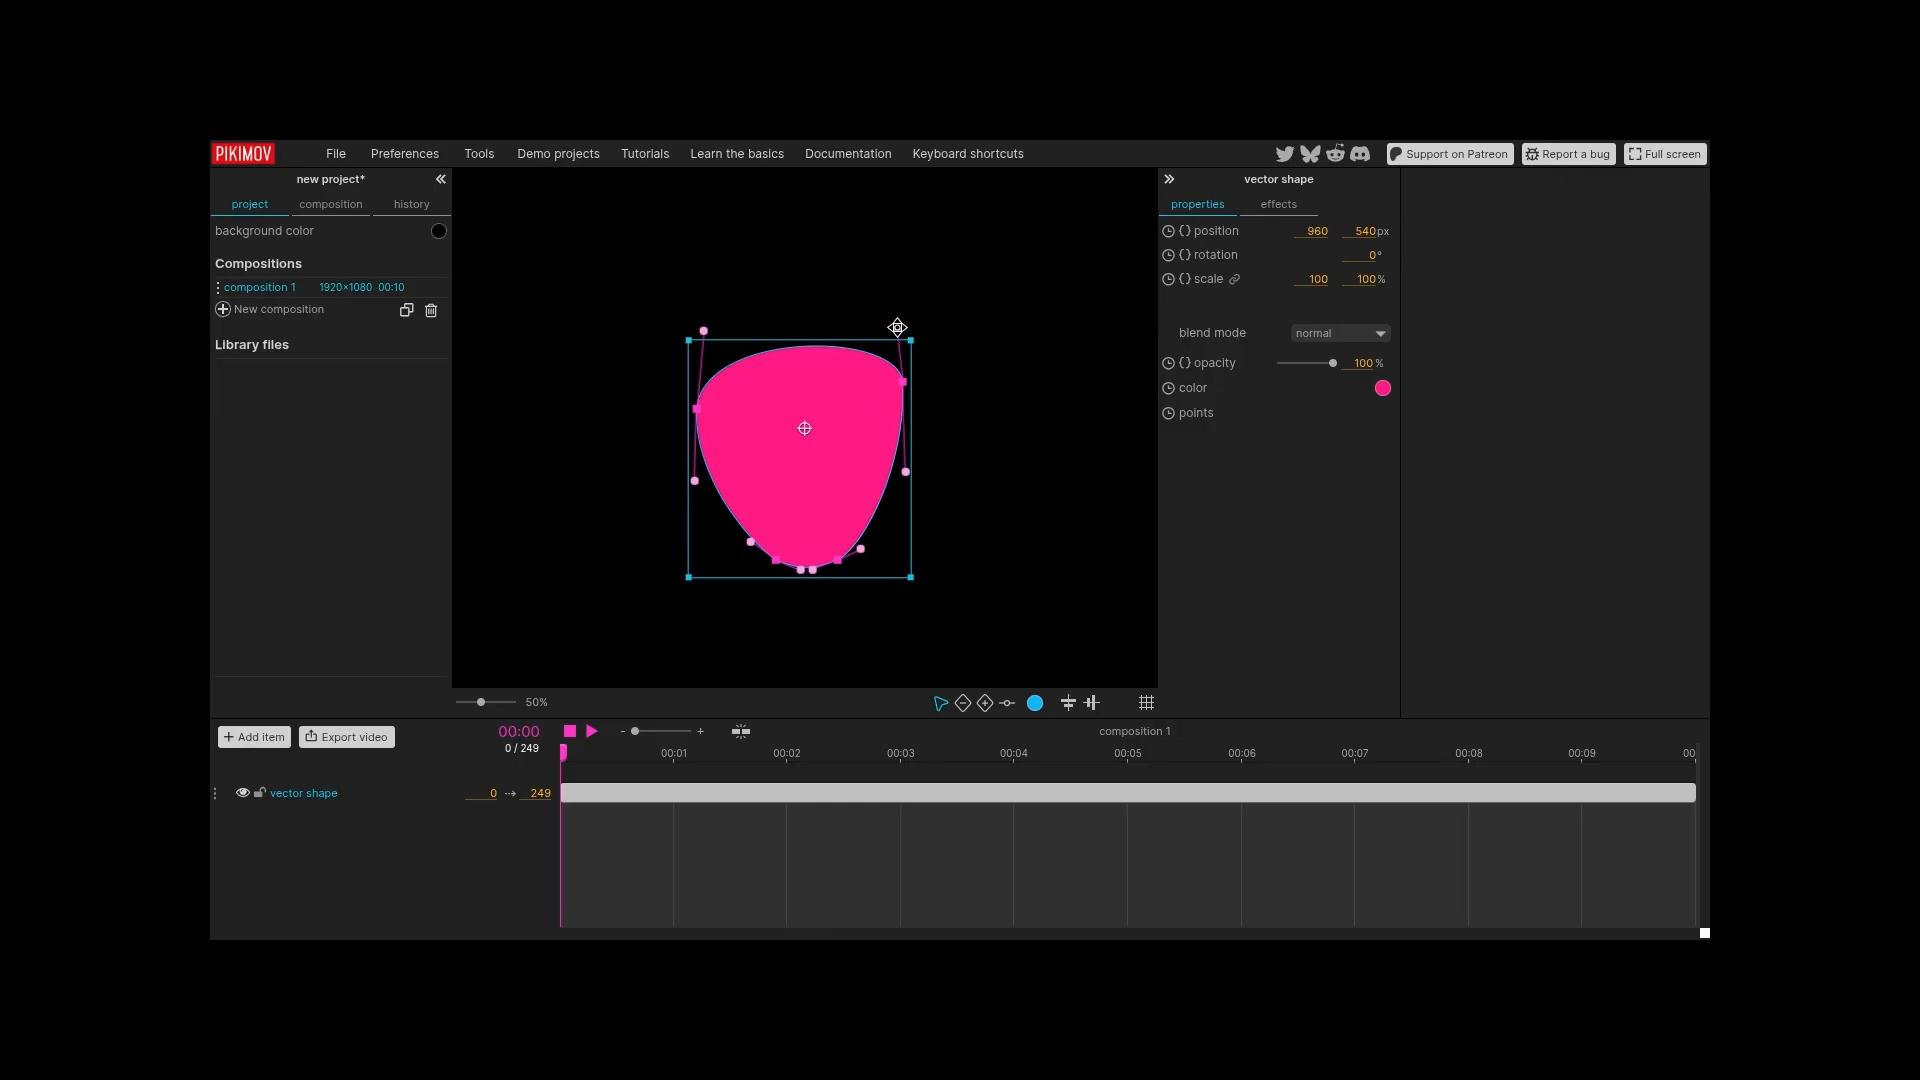 PIKIMOV File Preferences Tools Demo projects Tutorials Learn the basics Documentation Keyboard shortcuts Support on Patreon Report a bug Full screen
new project*
project composition history
background color
Compositions
composition 1 1920×1080 00:10
New composition
Library files
vector shape
properties effects
{} position 960 540 px
{} rotation 0°
{} scale 100 100 %
blend mode normal
{} opacity 100 %
color
points
50%
+ Add item Export video
00:00
0 / 249
- +
composition 1
00:01 00:02 00:03 00:04 00:05 00:06 00:07 00:08 00:09 00
vector shape 0 ⇢ 249